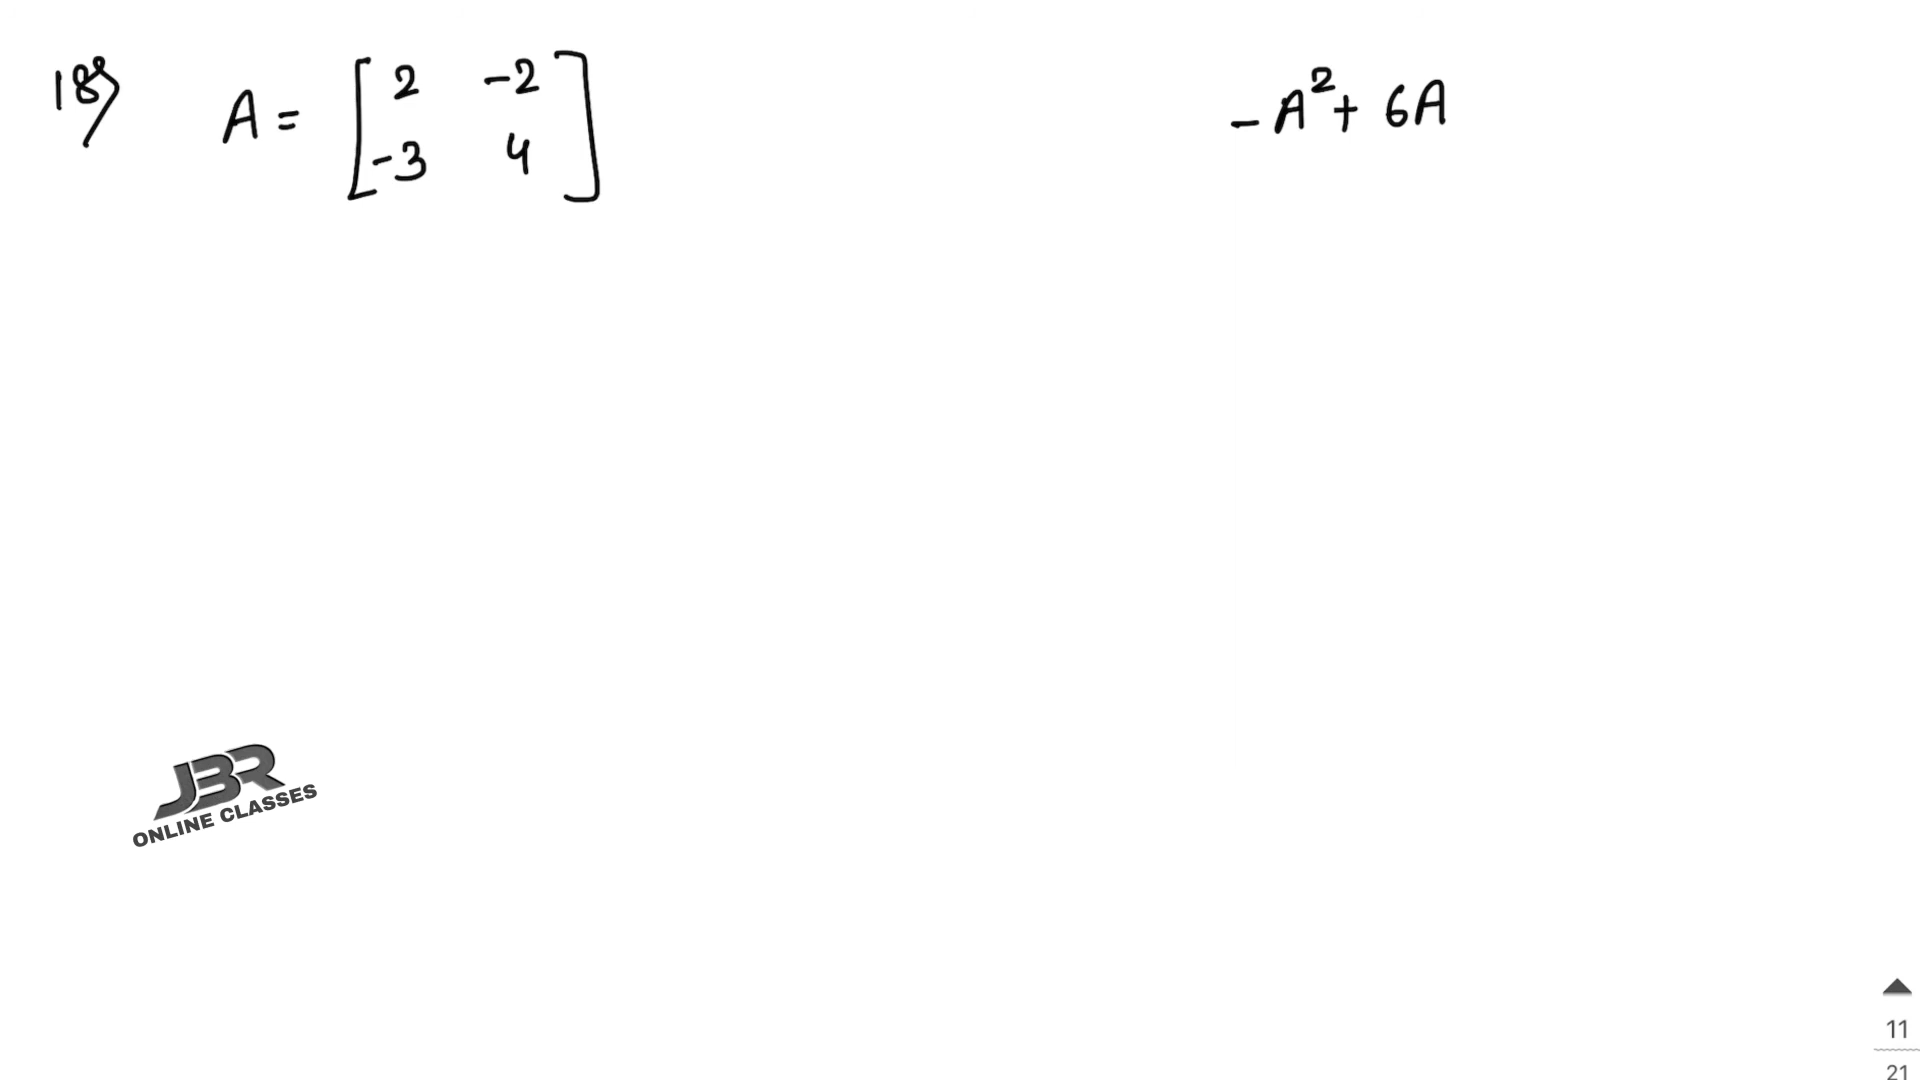 18) A = [ 2 -2 -A² + 6A
-3 4 ]
JBR
ONLINE CLASSES
11
21